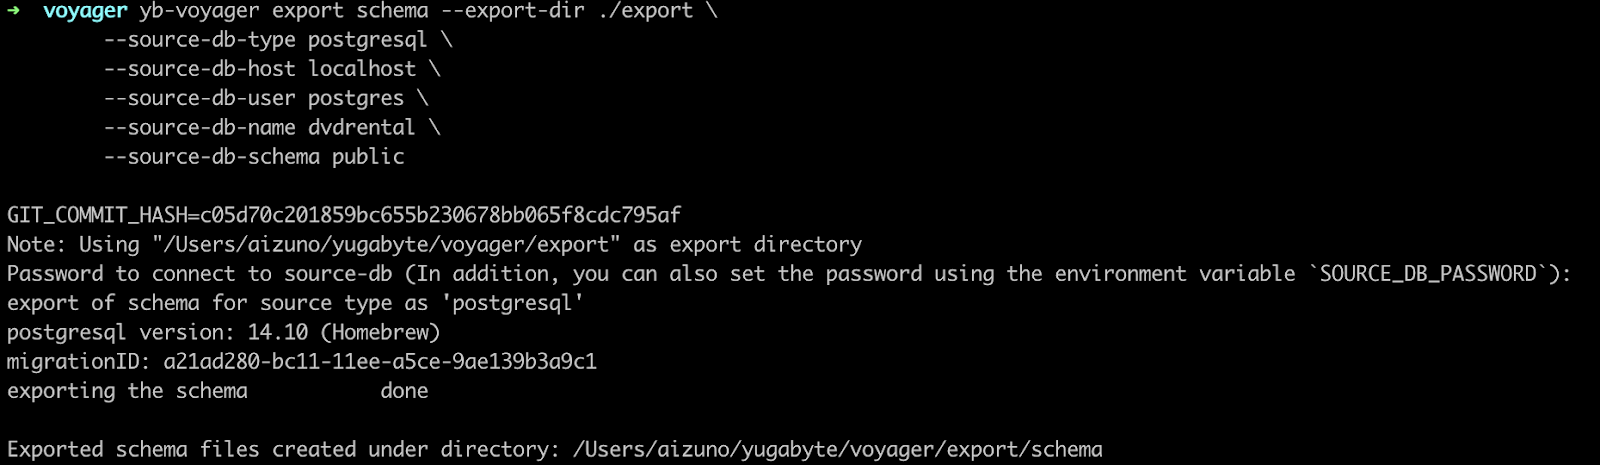 ➜  voyager yb-voyager export schema --export-dir ./export \
        --source-db-type postgresql \
        --source-db-host localhost \
        --source-db-user postgres \
        --source-db-name dvdrental \
        --source-db-schema public
GIT_COMMIT_HASH=c05d70c201859bc655b230678bb065f8cdc795af
Note: Using "/Users/aizuno/yugabyte/voyager/export" as export directory
Password to connect to source-db (In addition, you can also set the password using the environment variable `SOURCE_DB_PASSWORD`):
export of schema for source type as 'postgresql'
postgresql version: 14.10 (Homebrew)
migrationID: a21ad280-bc11-11ee-a5ce-9ae139b3a9c1
exporting the schema           done
Exported schema files created under directory: /Users/aizuno/yugabyte/voyager/export/schema